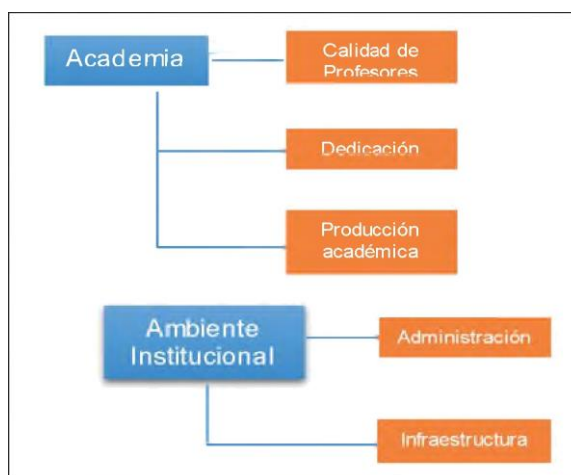 Academia
Calidad de
Profesores
Dedicación
Producción
académica
Ambiente
Institucional
Administración
Infraestructura